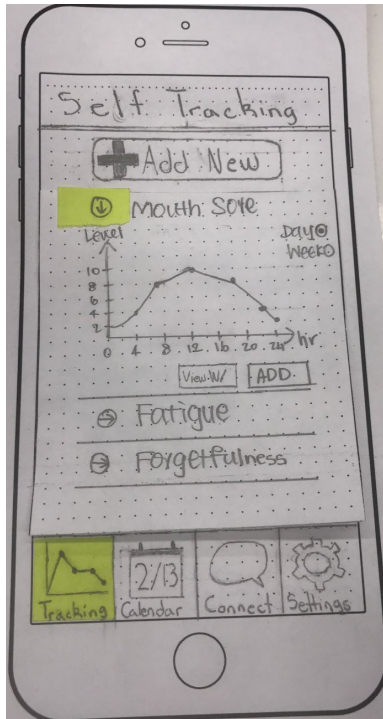 Self Tracking
Add New
Mouth Sore
Level
Day
Week
10
8
6
4
2
0 4 8 12 16 20 24 hr
View W/ ADD
Fatigue
Forgetfulness
2/13
Tracking Calendar Connect Settings